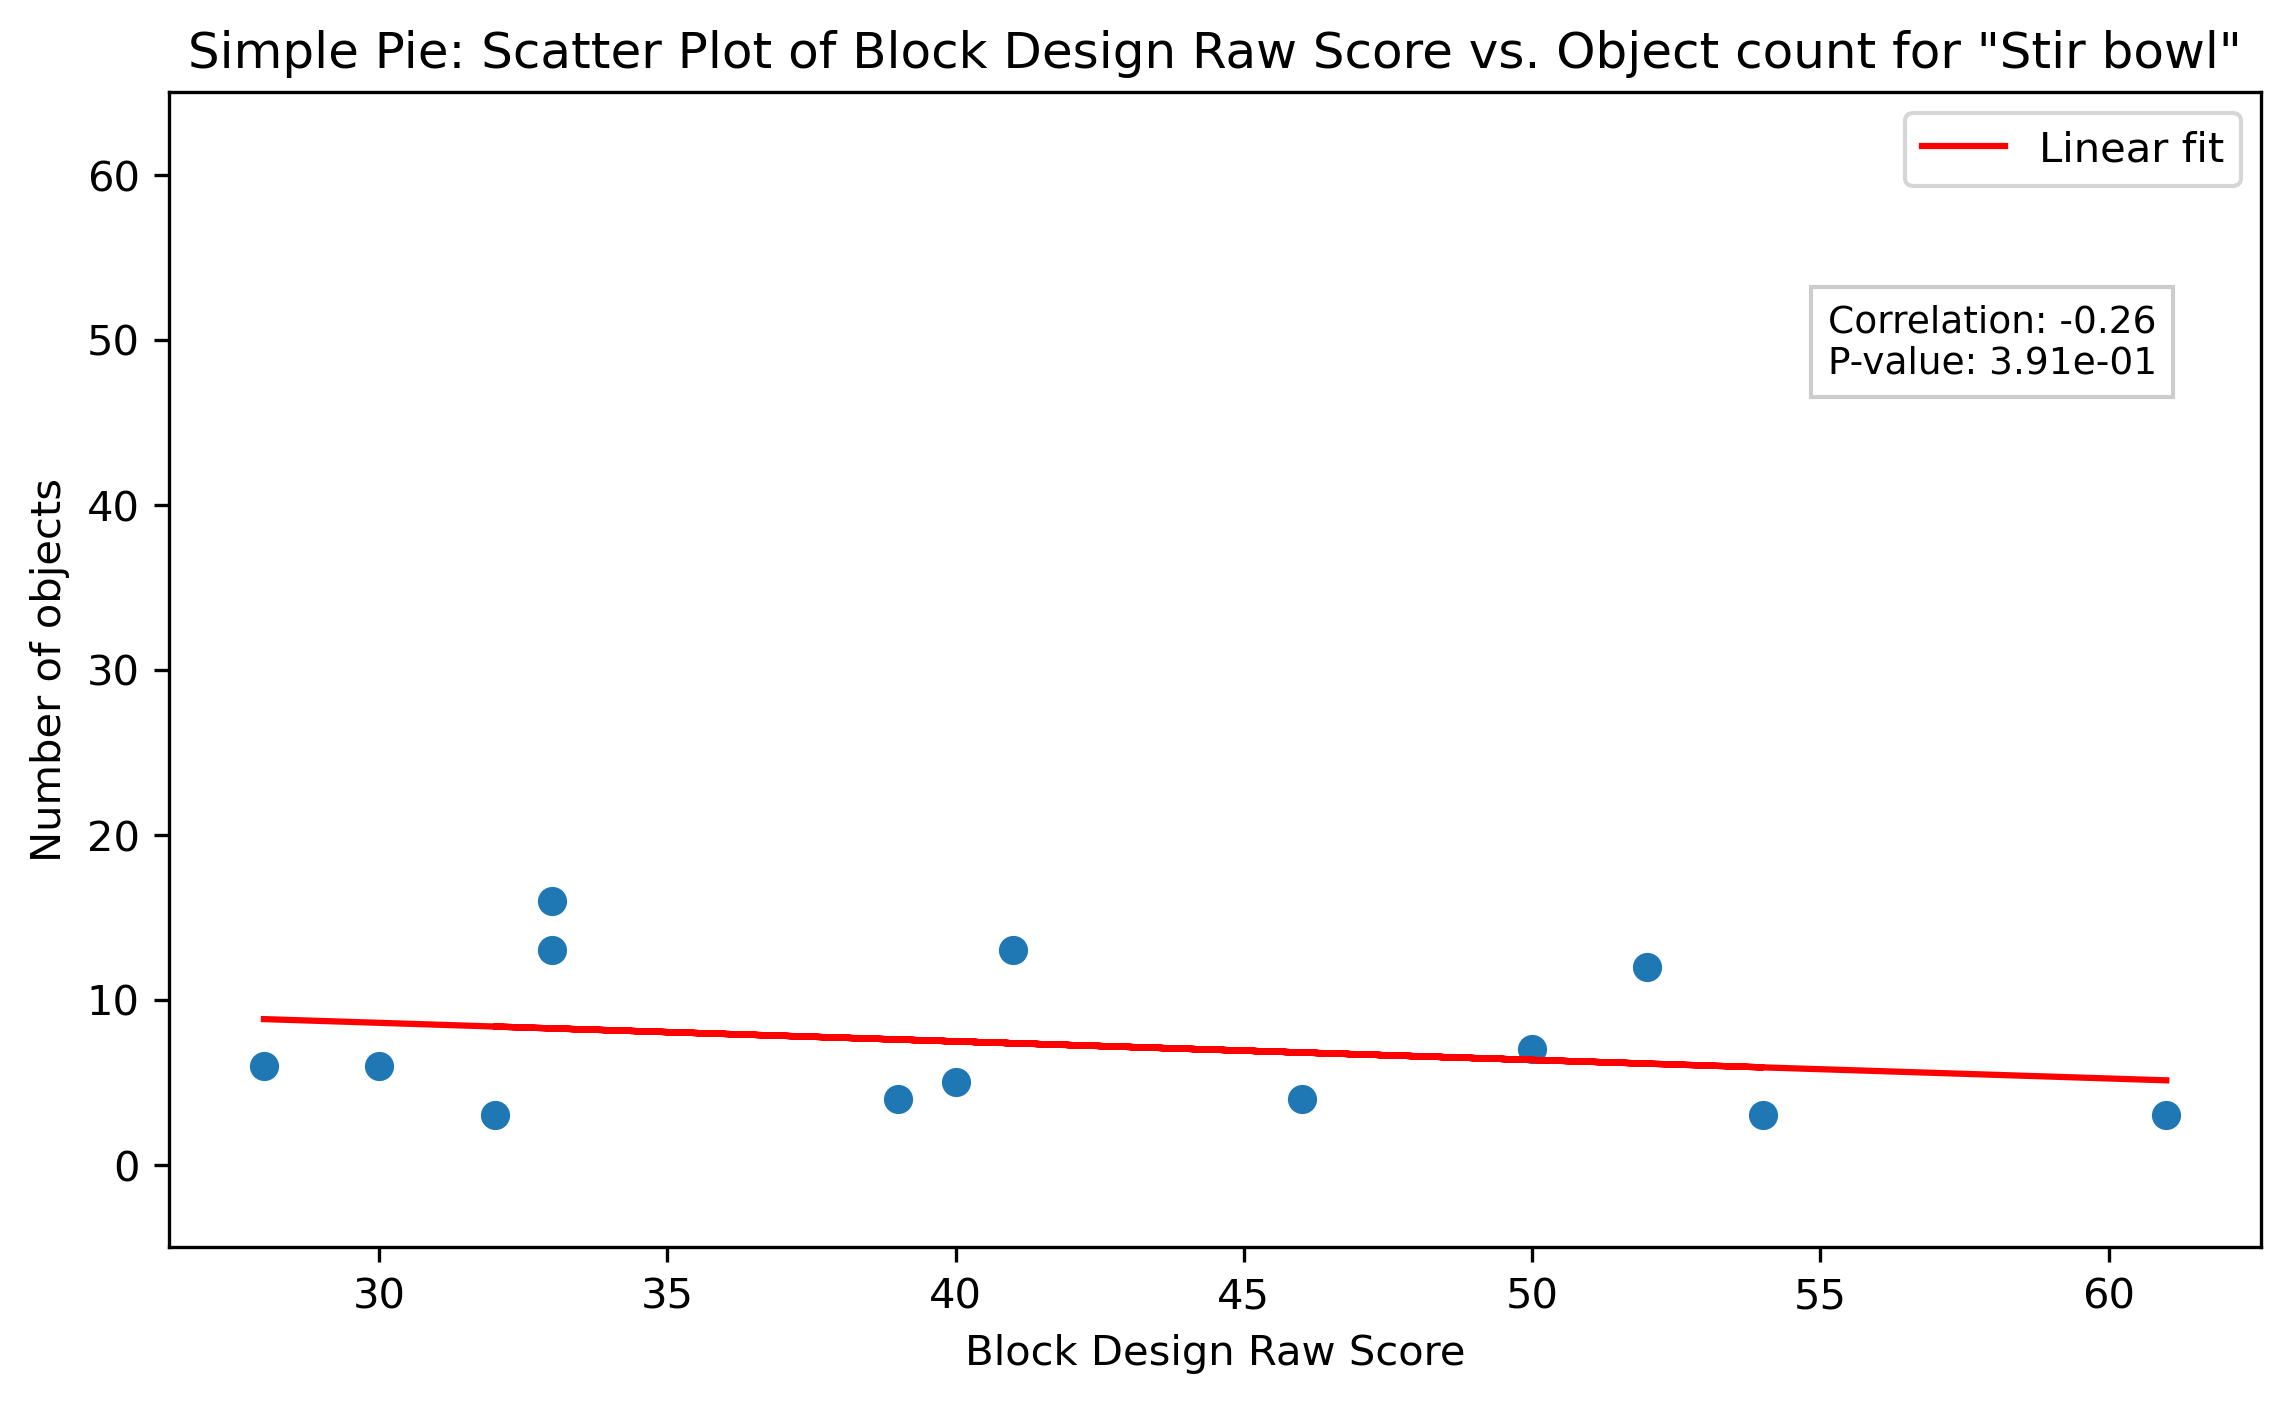 Simple Pie: Scatter Plot of Block Design Raw Score vs. Object count for "Stir bowl"
Linear fit
Correlation: -0.26
P-value: 3.91e-01
Number of objects
60
50
40
30
20
10
0
30 35 40 45 50 55 60
Block Design Raw Score